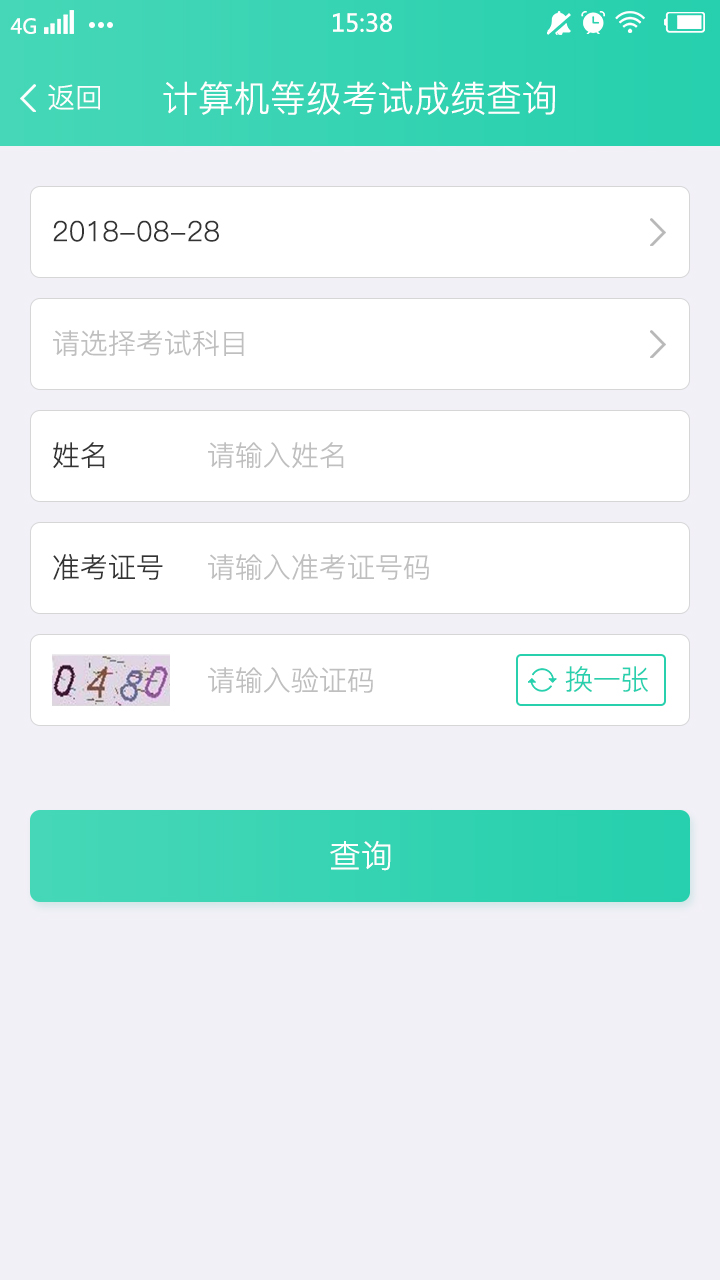 4G 15:38
返回 计算机等级考试成绩查询
2018-08-28
请选择考试科目
姓名 请输入姓名
准考证号 请输入准考证号码
0480 请输入验证码 换一张
查询